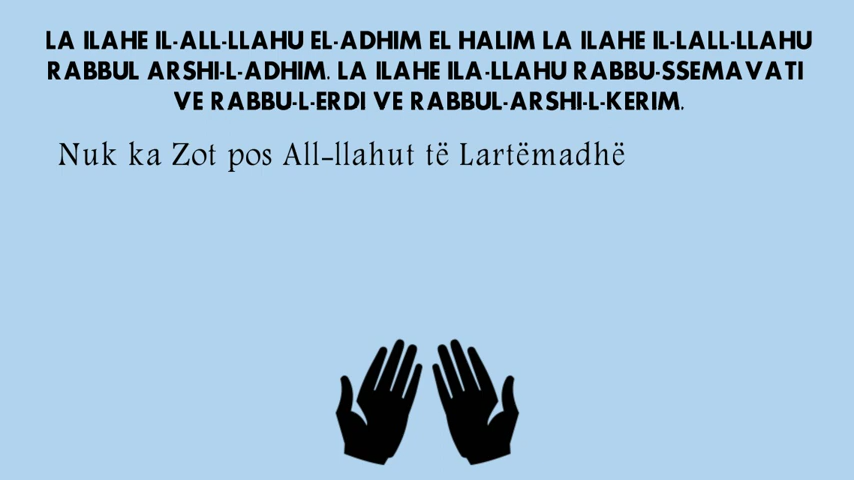 LA ILAHE IL-ALL-LLAHU EL-ADHIM EL HALIM LA ILAHE IL-LALL-LLAHU
RABBUL ARSHI-L-ADHIM. LA ILAHE ILA-LLAHU RABBU-SSEMAVATI
VE RABBU-L-ERDI VE RABBUL-ARSHI-L-KERIM.
Nuk ka Zot pos All-llahut të Lartëmadhë